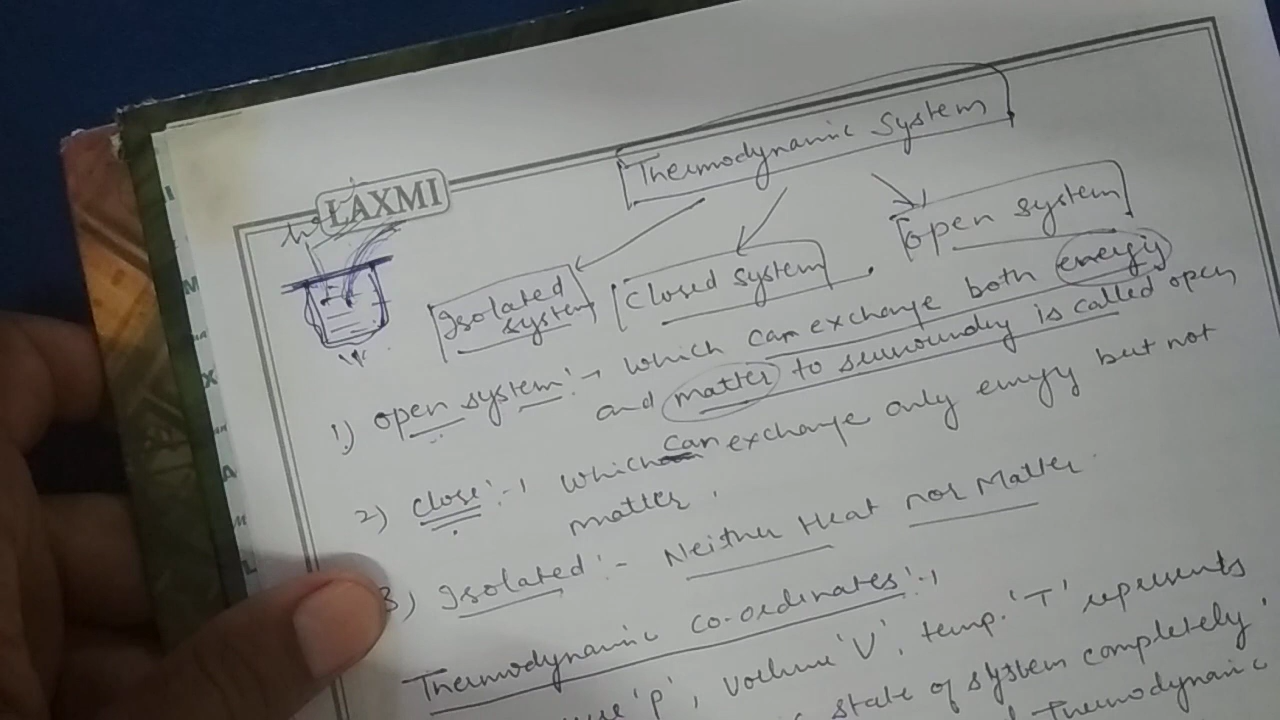 LAXMI
Thermodynamic System
Isolated system
Closed system
open system
1) open system :- which can exchange both energy
and matter to surrounding is called open
2) close :- which can exchange only energy but not
matter.
3) Isolated :- Neither Heat nor Matter.
Thermodynamic co-ordinates :-
'P', volume 'V', temp. 'T' represents
state of system completely.
Thermodynamic